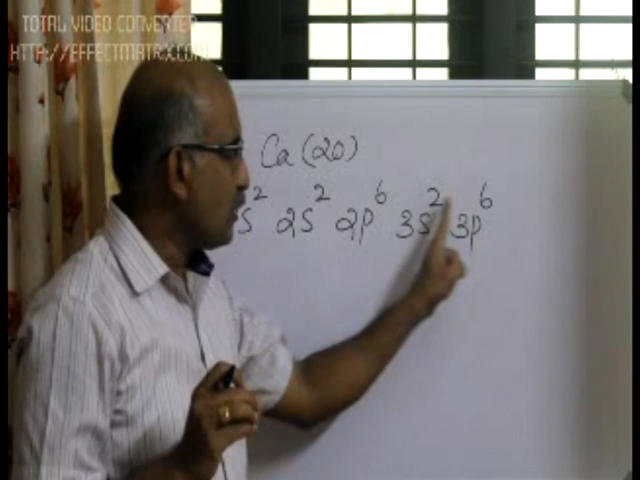 TOTAL VIDEO CONVERTER
HTTP://EFFECTMATRIX.COM
Ca (20)
S² 2S² 2p⁶ 3S² 3p⁶